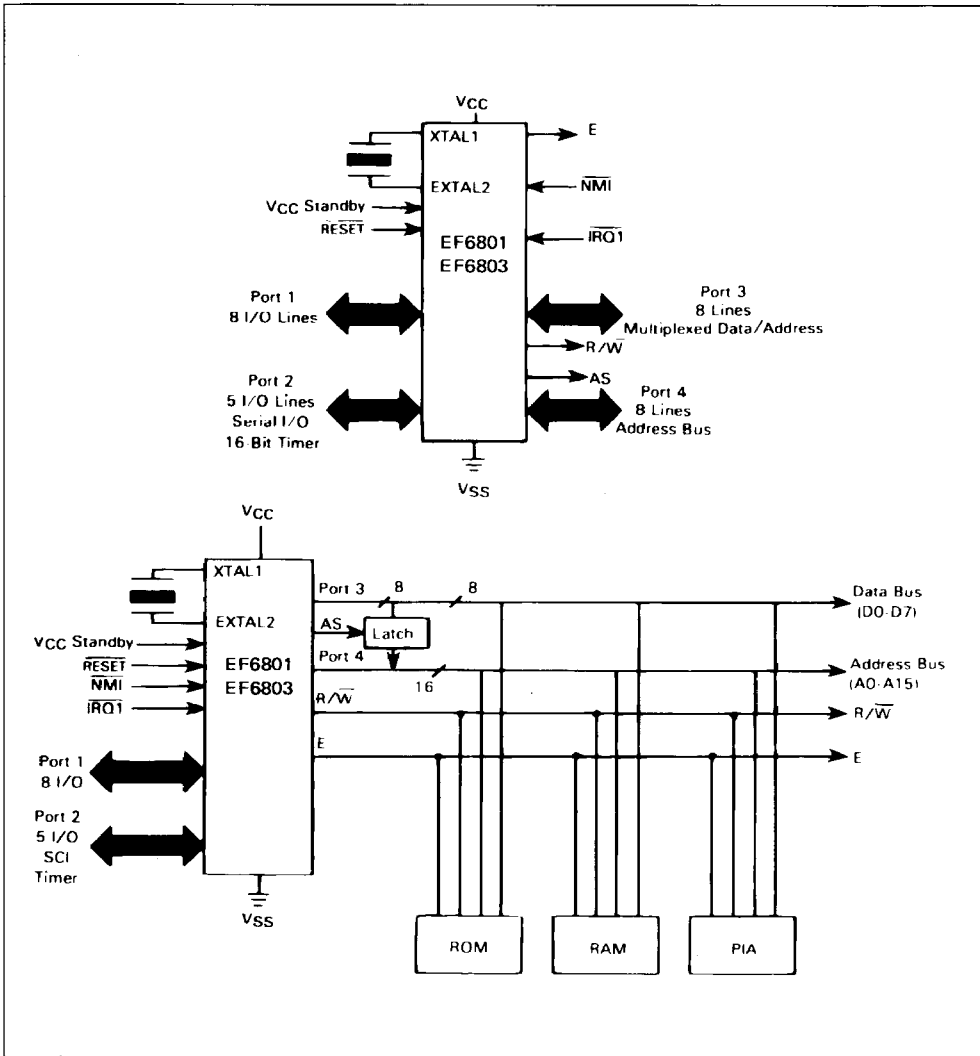 VCC
XTAL1
E
EXTAL2
NMI
VCC Standby
RESET
IRQ1
EF6801
EF6803
Port 1
8 I/O Lines
Port 3
8 Lines
Multiplexed Data/Address
R/W
AS
Port 2
5 I/O Lines
Serial I/O
16-Bit Timer
Port 4
8 Lines
Address Bus
VSS
VCC
XTAL1
EXTAL2
VCC Standby
RESET
NMI
IRQ1
EF6801
EF6803
Port 3
8
8
Data Bus
(D0-D7)
AS
Latch
Port 4
16
Address Bus
(A0-A15)
R/W
R/W
E
E
Port 1
8 I/O
Port 2
5 I/O
SCI
Timer
VSS
ROM
RAM
PIA